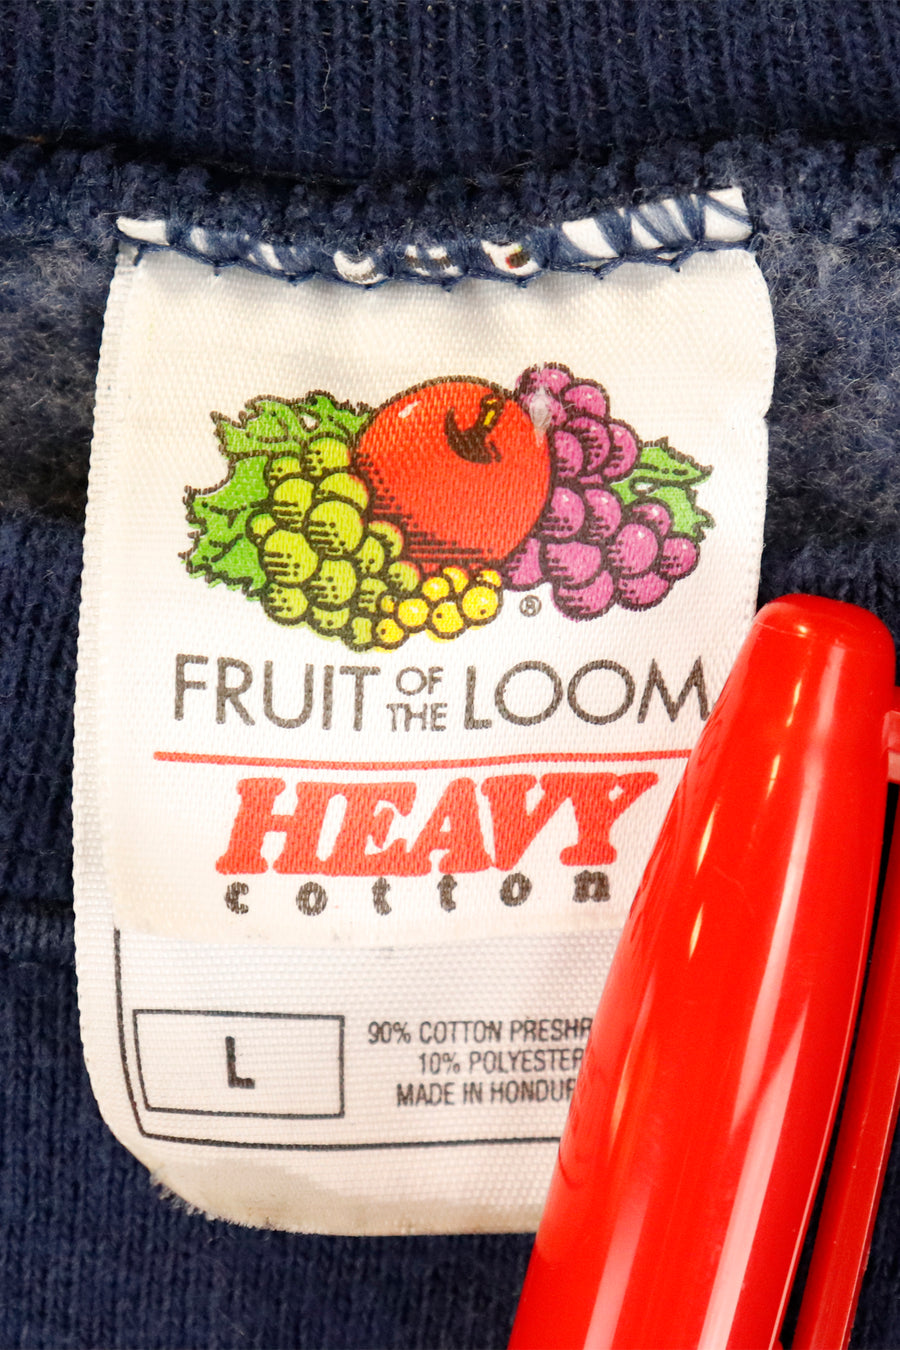 ®
FRUIT OF THE LOOM
HEAVY
cotton
L
90% COTTON PRESHR
10% POLYESTER
MADE IN HONDUR